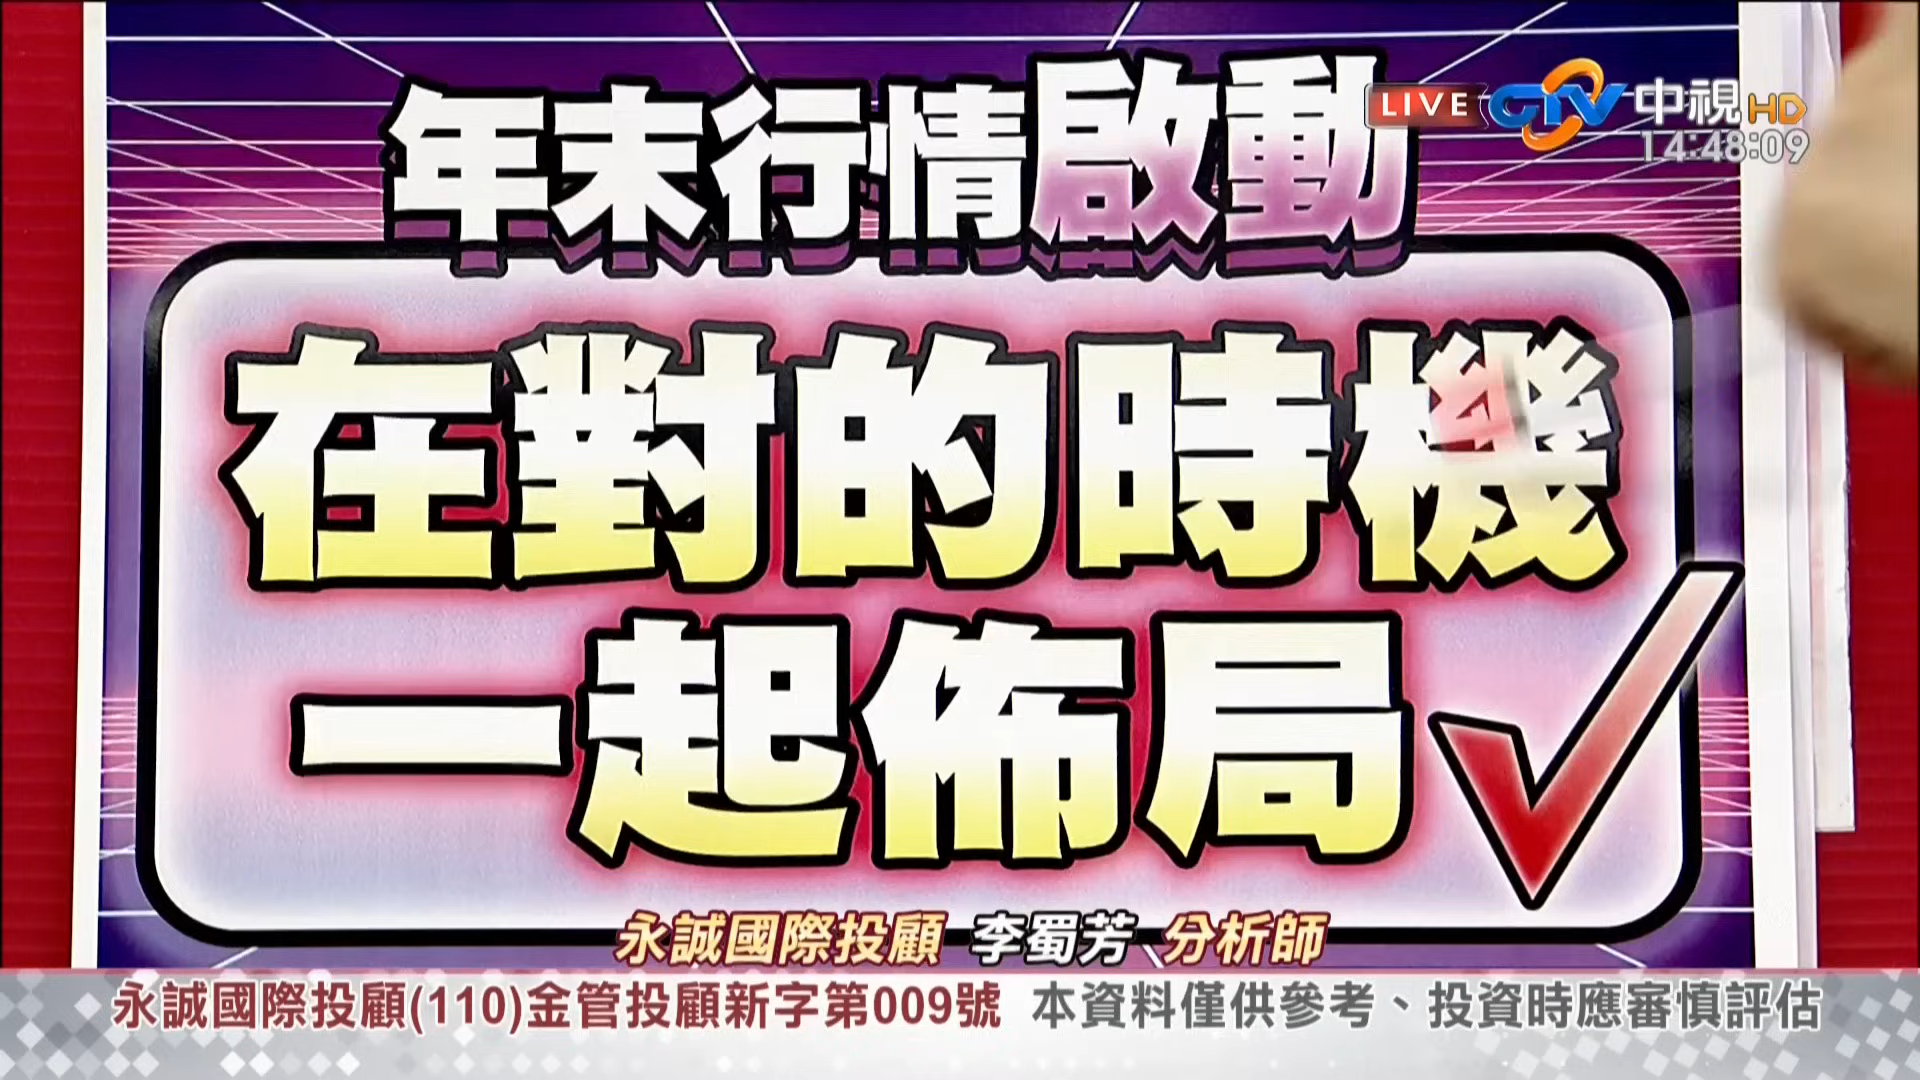 年末行情啟動
LIVE CTV 中視HD
14:48:09
在對的時機
一起佈局
永誠國際投顧 李蜀芳 分析師
永誠國際投顧(110)金管投顧新字第009號 本資料僅供參考、投資時應審慎評估